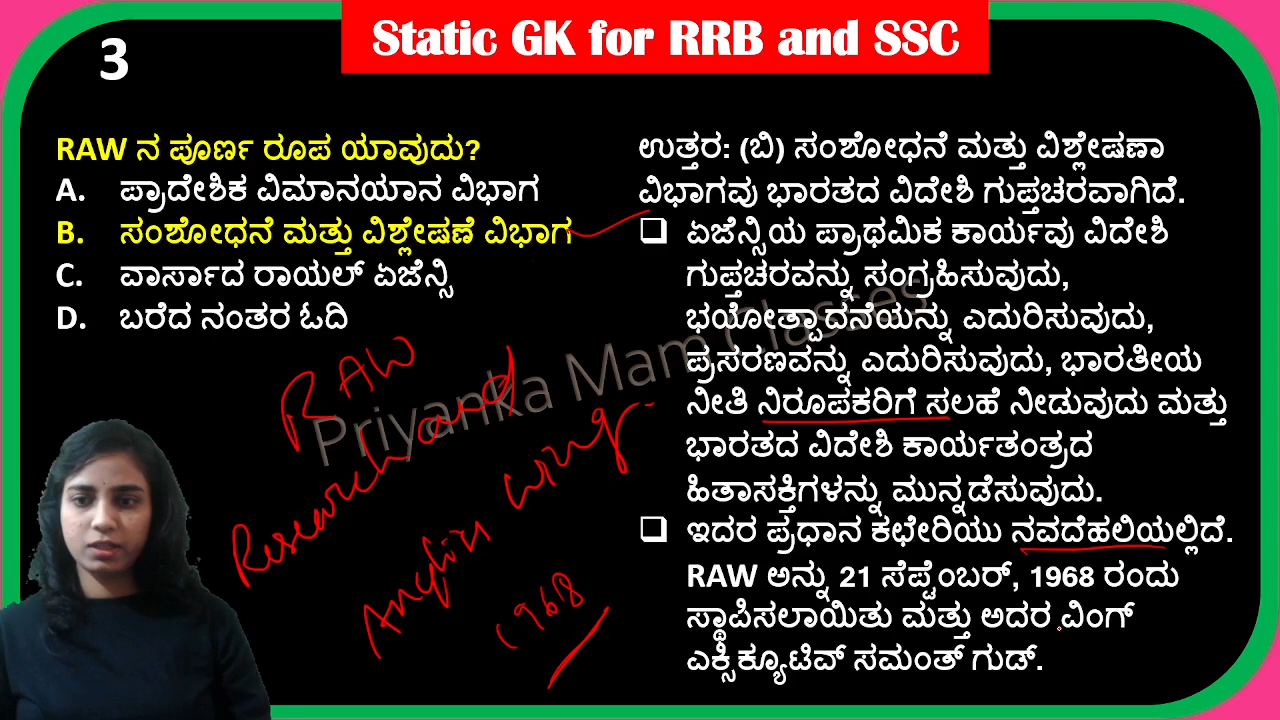 Static GK for RRB and SSC
3
RAW ನ ಪೂರ್ಣ ರೂಪ ಯಾವುದು?
A. ಪ್ರಾದೇಶಿಕ ವಿಮಾನಯಾನ ವಿಭಾಗ
B. ಸಂಶೋಧನೆ ಮತ್ತು ವಿಶ್ಲೇಷಣೆ ವಿಭಾಗ
C. ವಾರ್ಸಾದ ರಾಯಲ್ ಏಜೆನ್ಸಿ
D. ಬರೆದ ನಂತರ ಓದಿ
RAW
Research and
wing
1968
Priyanka Mam Classes
ಉತ್ತರ: (ಬಿ) ಸಂಶೋಧನೆ ಮತ್ತು ವಿಶ್ಲೇಷಣಾ
ವಿಭಾಗವು ಭಾರತದ ವಿದೇಶಿ ಗುಪ್ತಚರವಾಗಿದೆ.
❑ ಏಜೆನ್ಸಿಯ ಪ್ರಾಥಮಿಕ ಕಾರ್ಯವು ವಿದೇಶಿ
ಗುಪ್ತಚರವನ್ನು ಸಂಗ್ರಹಿಸುವುದು,
ಭಯೋತ್ಪಾದನೆಯನ್ನು ಎದುರಿಸುವುದು,
ಪ್ರಸರಣವನ್ನು ಎದುರಿಸುವುದು, ಭಾರತೀಯ
ನೀತಿ ನಿರೂಪಕರಿಗೆ ಸಲಹೆ ನೀಡುವುದು ಮತ್ತು
ಭಾರತದ ವಿದೇಶಿ ಕಾರ್ಯತಂತ್ರದ
ಹಿತಾಸಕ್ತಿಗಳನ್ನು ಮುನ್ನಡೆಸುವುದು.
❑ ಇದರ ಪ್ರಧಾನ ಕಛೇರಿಯು ನವದೆಹಲಿಯಲ್ಲಿದೆ.
RAW ಅನ್ನು 21 ಸೆಪ್ಟೆಂಬರ್, 1968 ರಂದು
ಸ್ಥಾಪಿಸಲಾಯಿತು ಮತ್ತು ಅದರ ವಿಂಗ್
ಎಕ್ಸಿಕ್ಯೂಟಿವ್ ಸಮಂತ್ ಗುಡ್.